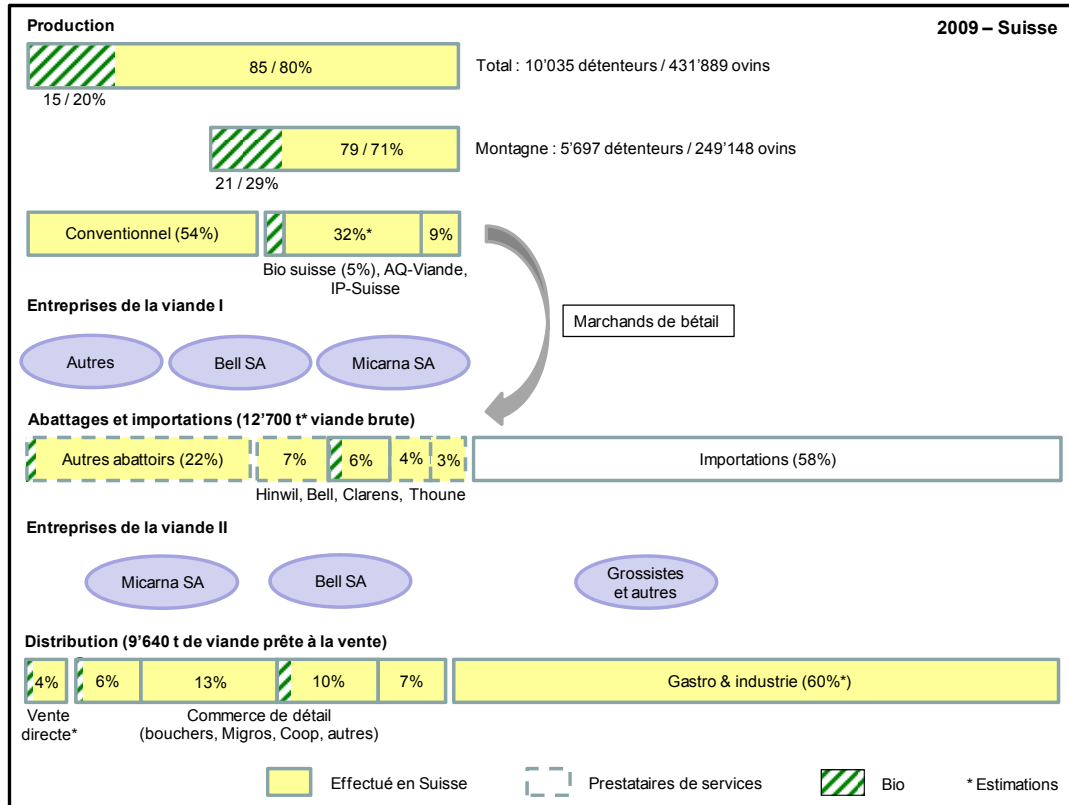 Production
2009 – Suisse
85 / 80%
Total : 10’035 détenteurs / 431’889 ovins
15 / 20%
79 / 71%
Montagne : 5’697 détenteurs / 249’148 ovins
21 / 29%
Conventionnel (54%)
32%*
9%
Bio suisse (5%), AQ-Viande,
IP-Suisse
Entreprises de la viande I
Marchands de bétail
Autres
Bell SA
Micarna SA
Abattages et importations (12’700 t* viande brute)
Autres abattoirs (22%)
7%
6%
4%
3%
Importations (58%)
Hinwil, Bell, Clarens, Thoune
Entreprises de la viande II
Micarna SA
Bell SA
Grossistes
et autres
Distribution (9’640 t de viande prête à la vente)
4%
6%
13%
10%
7%
Gastro & industrie (60%*)
Vente
directe*
Commerce de détail
(bouchers, Migros, Coop, autres)
Effectué en Suisse
Prestataires de services
Bio
* Estimations